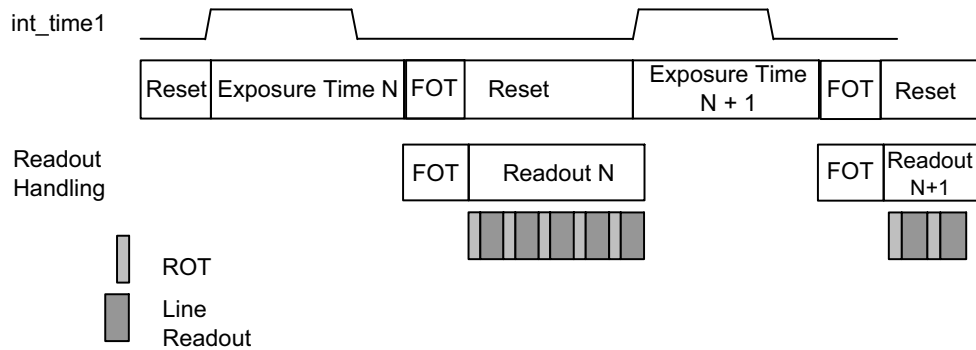 int_time1
Reset Exposure Time N FOT Reset Exposure Time
N + 1 FOT Reset
Readout
Handling
FOT Readout N FOT Readout
N+1
ROT
Line
Readout